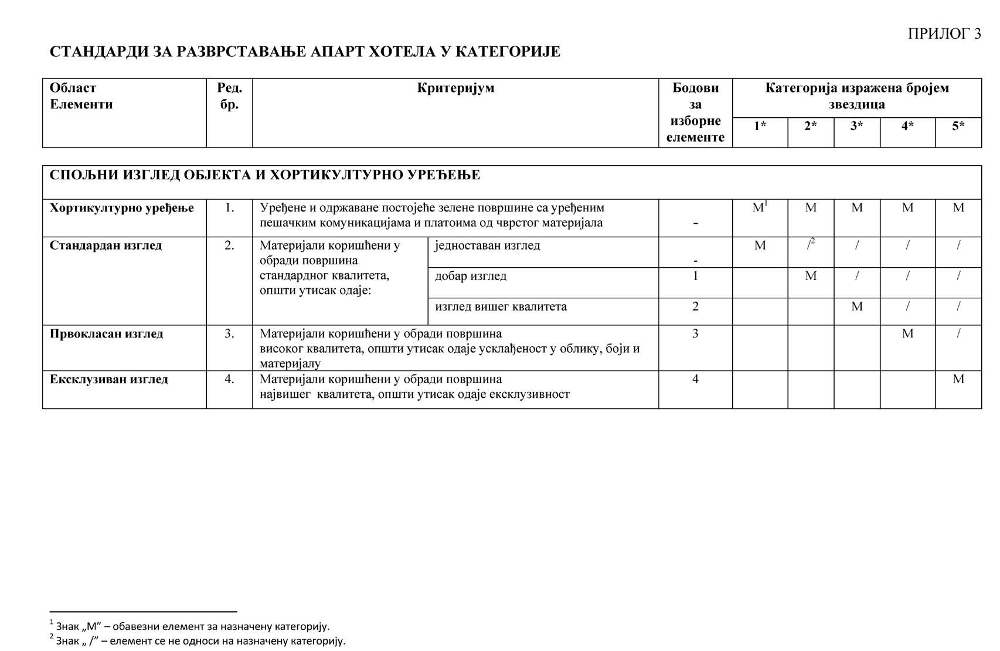 ПРИЛОГ 3
СТАНДАРДИ ЗА РАЗВРСТАВАЊЕ АПАРТ ХОТЕЛА У КАТЕГОРИЈЕ
Област
Елементи
Ред.
бр.
Критеријум
Бодови
за
изборне
елементе
Категорија изражена бројем
звездица
1* 2* 3* 4* 5*
СПОЉНИ ИЗГЛЕД ОБЈЕКТА И ХОРТИКУЛТУРНО УРЕЂЕЊЕ
Хортикултурно уређење 1. Уређене и одржаване постојеће зелене површине са уређеним M¹ M M M M
пешачким комуникацијама и платоима од чврстог материјала -
Стандардан изглед 2. Материјали коришћени у једноставан изглед M /² / / /
обради површина -
стандардног квалитета, добар изглед 1 M / / /
општи утисак одаје:
изглед вишег квалитета 2 M / /
Првокласан изглед 3. Материјали коришћени у обради површина 3 M /
високог квалитета, општи утисак одаје усклађеност у облику, боји и
материјалу
Ексклузиван изглед 4. Материјали коришћени у обради површина 4 M
највишег квалитета, општи утисак одаје ексклузивност
¹ Знак „М” – обавезни елемент за назначену категорију.
² Знак „ /” – елемент се не односи на назначену категорију.